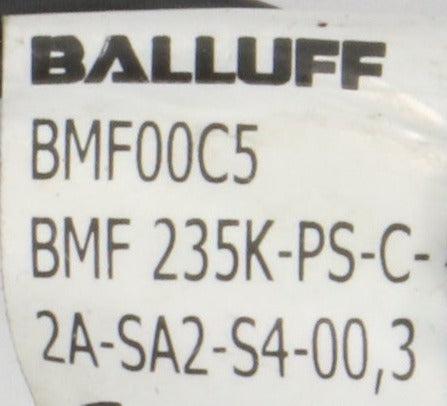 BALLUFF
BMF00C5
BMF 235K-PS-C-
2A-SA2-S4-00,3